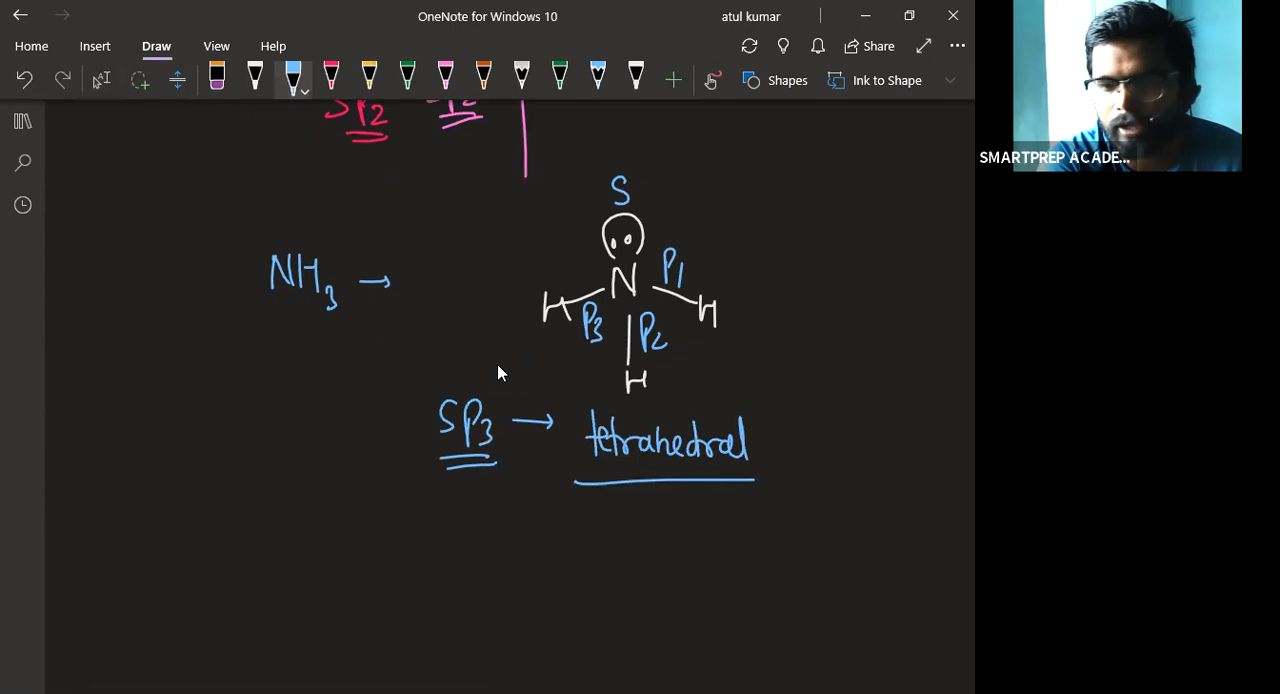 OneNote for Windows 10
atul kumar
Home Insert Draw View Help
Share
Shapes
Ink to Shape
SMARTPREP ACADE...
SP2
S
NH3 →
N
P1
H
P3
P2
H
H
SP3 → tetrahedral